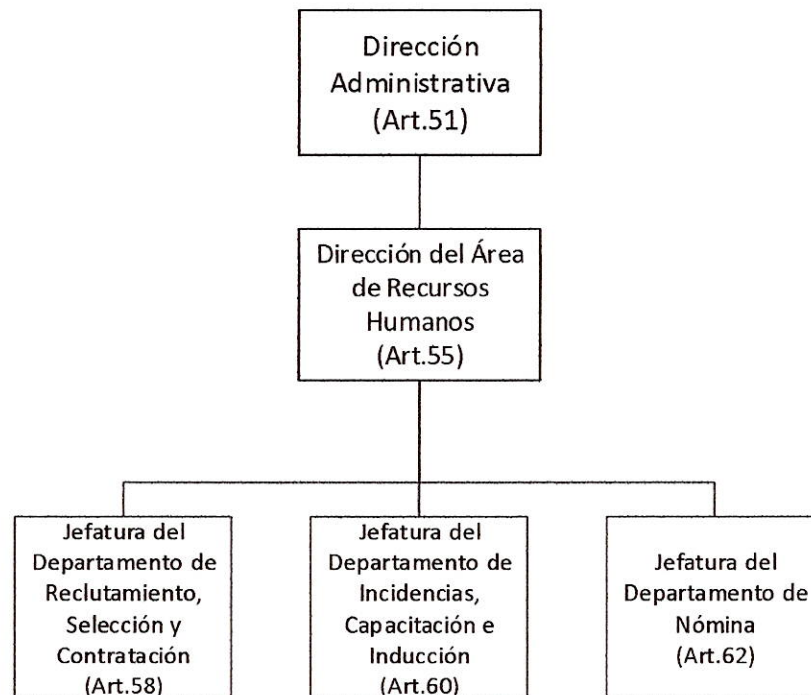 Dirección
Administrativa
(Art.51)
Dirección del Área
de Recursos
Humanos
(Art.55)
Jefatura del
Departamento de
Reclutamiento,
Selección y
Contratación
(Art.58)
Jefatura del
Departamento de
Incidencias,
Capacitación e
Inducción
(Art.60)
Jefatura del
Departamento de
Nómina
(Art.62)